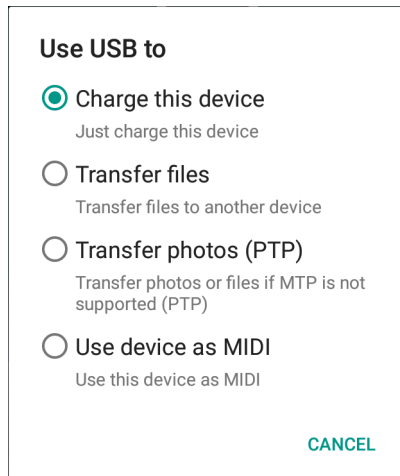 Use USB to
Charge this device
Just charge this device
Transfer files
Transfer files to another device
Transfer photos (PTP)
Transfer photos or files if MTP is not
supported (PTP)
Use device as MIDI
Use this device as MIDI
CANCEL